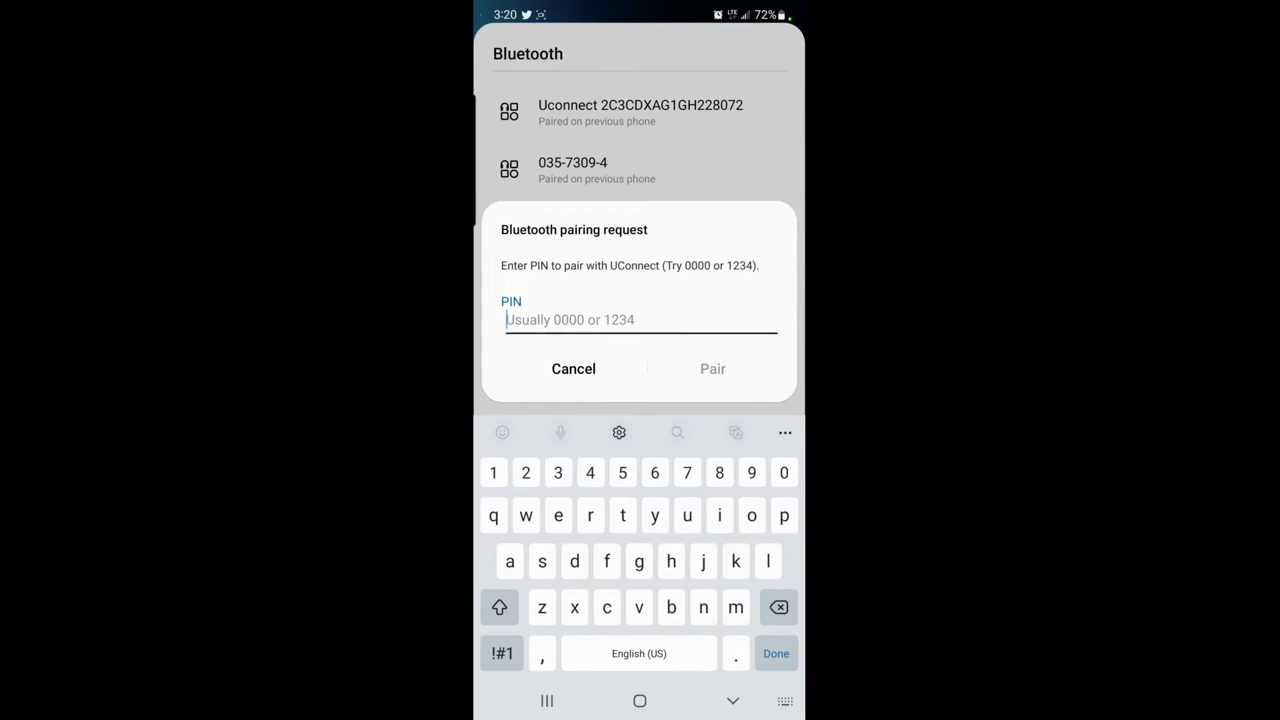 3:20 LTE 72%
Bluetooth
Uconnect 2C3CDXAG1GH228072
Paired on previous phone
035-7309-4
Paired on previous phone
Bluetooth pairing request
Enter PIN to pair with UConnect (Try 0000 or 1234).
PIN
Usually 0000 or 1234
Cancel Pair
1 2 3 4 5 6 7 8 9 0
q w e r t y u i o p
a s d f g h j k l
z x c v b n m
!#1 , English (US) . Done